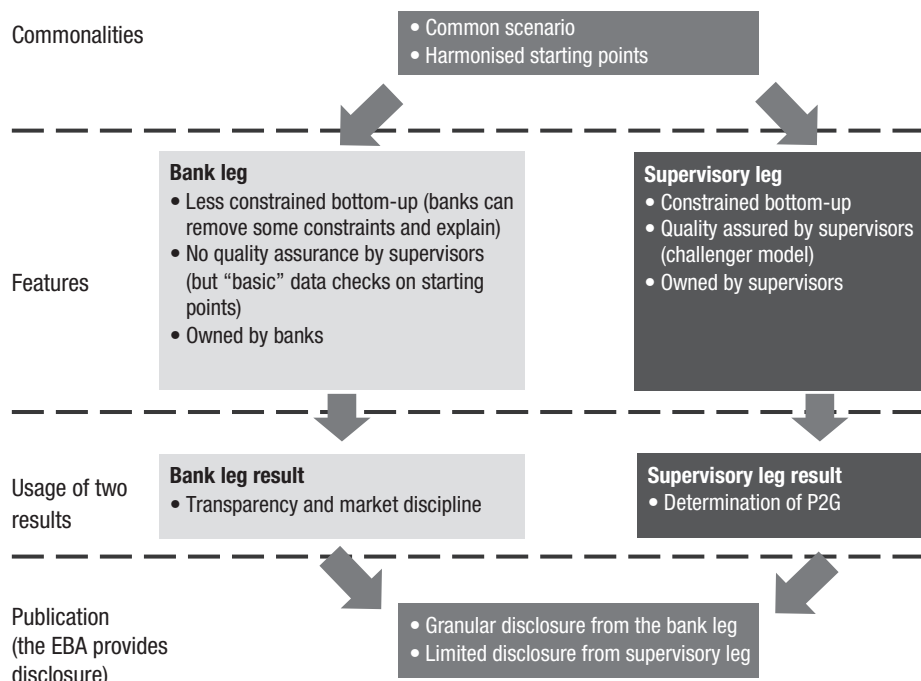 Commonalities
• Common scenario
• Harmonised starting points
Features
Bank leg
• Less constrained bottom-up (banks can
remove some constraints and explain)
• No quality assurance by supervisors
(but “basic” data checks on starting
points)
• Owned by banks
Supervisory leg
• Constrained bottom-up
• Quality assured by supervisors
(challenger model)
• Owned by supervisors
Usage of two
results
Bank leg result
• Transparency and market discipline
Supervisory leg result
• Determination of P2G
Publication
(the EBA provides
disclosure)
• Granular disclosure from the bank leg
• Limited disclosure from supervisory leg